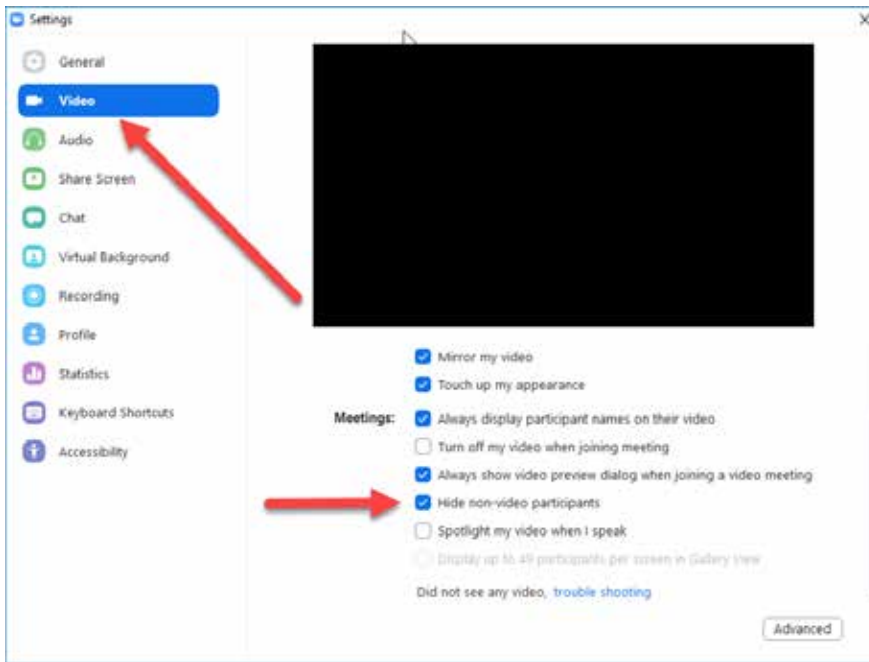 Settings
General
Video
Audio
Share Screen
Chat
Virtual Background
Recording
Profile
Statistics
Keyboard Shortcuts
Accessibility
Mirror my video
Touch up my appearance
Meetings: Always display participant names on their video
Turn off my video when joining meeting
Always show video preview dialog when joining a video meeting
Hide non-video participants
Spotlight my video when I speak
Display up to 49 participants per screen in Gallery View
Did not see any video, trouble shooting
Advanced